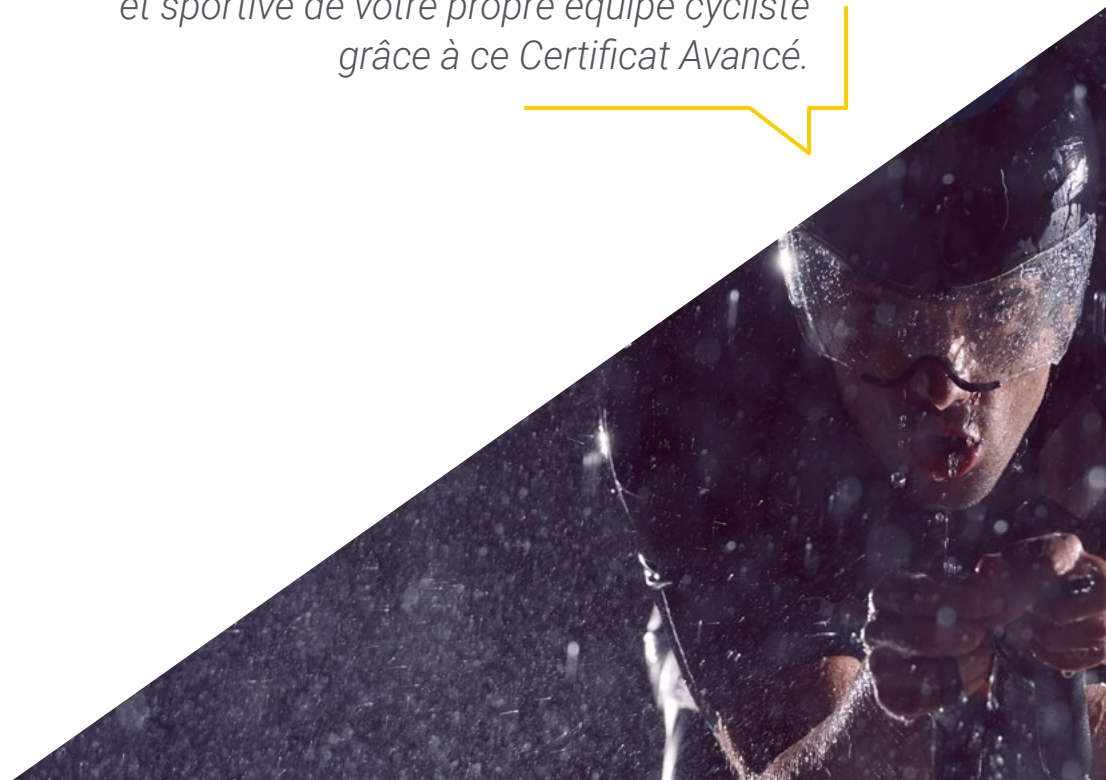 et sportive de votre propre équipe cycliste
grâce à ce Certificat Avancé.